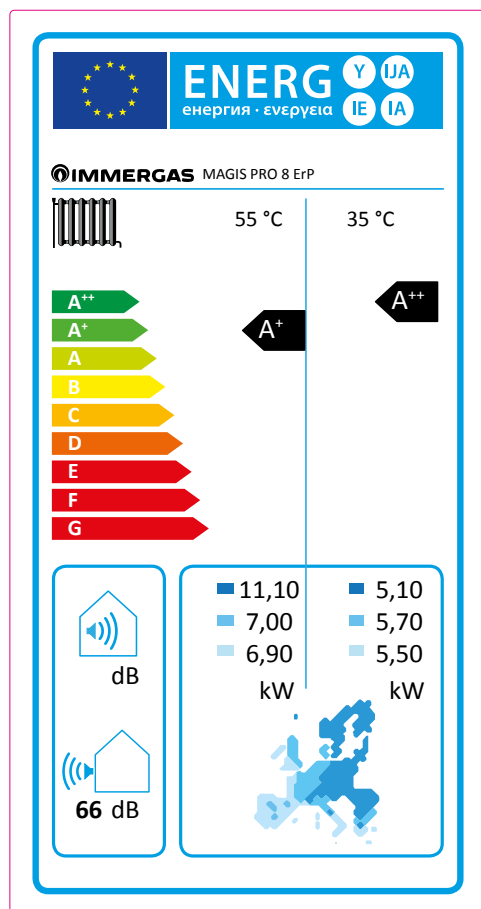 ENERG Y IJA
енергия · ενεργεια IE IA
IMMERGAS MAGIS PRO 8 ErP
55 °C 35 °C
A++ A++
A+ A+
A
B
C
D
E
F
G
11,10 5,10
7,00 5,70
6,90 5,50
kW kW
dB
66 dB